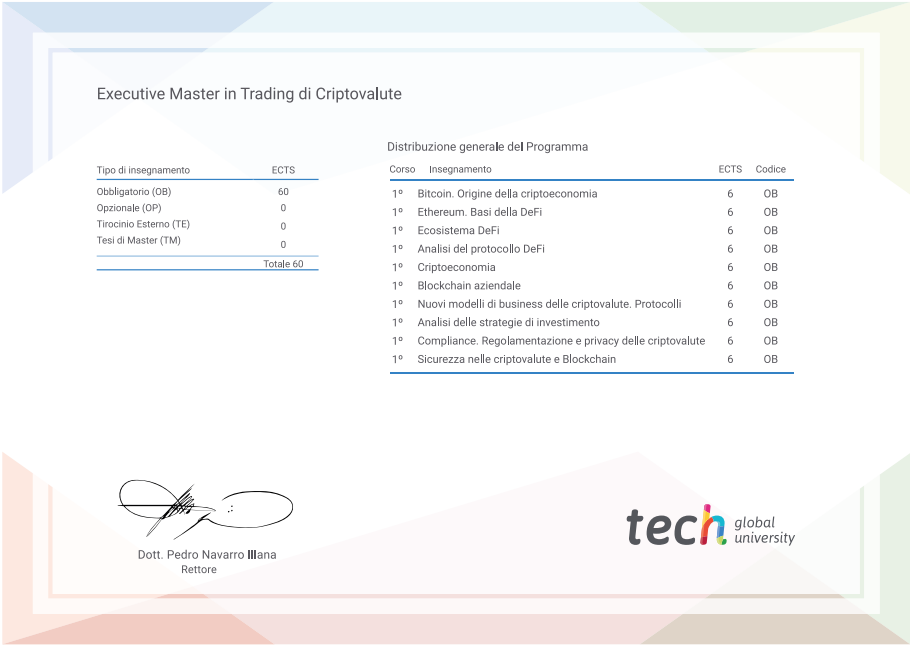 Executive Master in Trading di Criptovalute
Tipo di insegnamento ECTS
Obbligatorio (OB) 60
Opzionale (OP) 0
Tirocinio Esterno (TE) 0
Tesi di Master (TM) 0
Totale 60
Distribuzione generale del Programma
Corso Insegnamento ECTS Codice
1º Bitcoin. Origine della criptoeconomia 6 OB
1º Ethereum. Basi della DeFi 6 OB
1º Ecosistema DeFi 6 OB
1º Analisi del protocollo DeFi 6 OB
1º Criptoeconomia 6 OB
1º Blockchain aziendale 6 OB
1º Nuovi modelli di business delle criptovalute. Protocolli 6 OB
1º Analisi delle strategie di investimento 6 OB
1º Compliance. Regolamentazione e privacy delle criptovalute 6 OB
1º Sicurezza nelle criptovalute e Blockchain 6 OB
Dott. Pedro Navarro Illana
Rettore
tech global
university